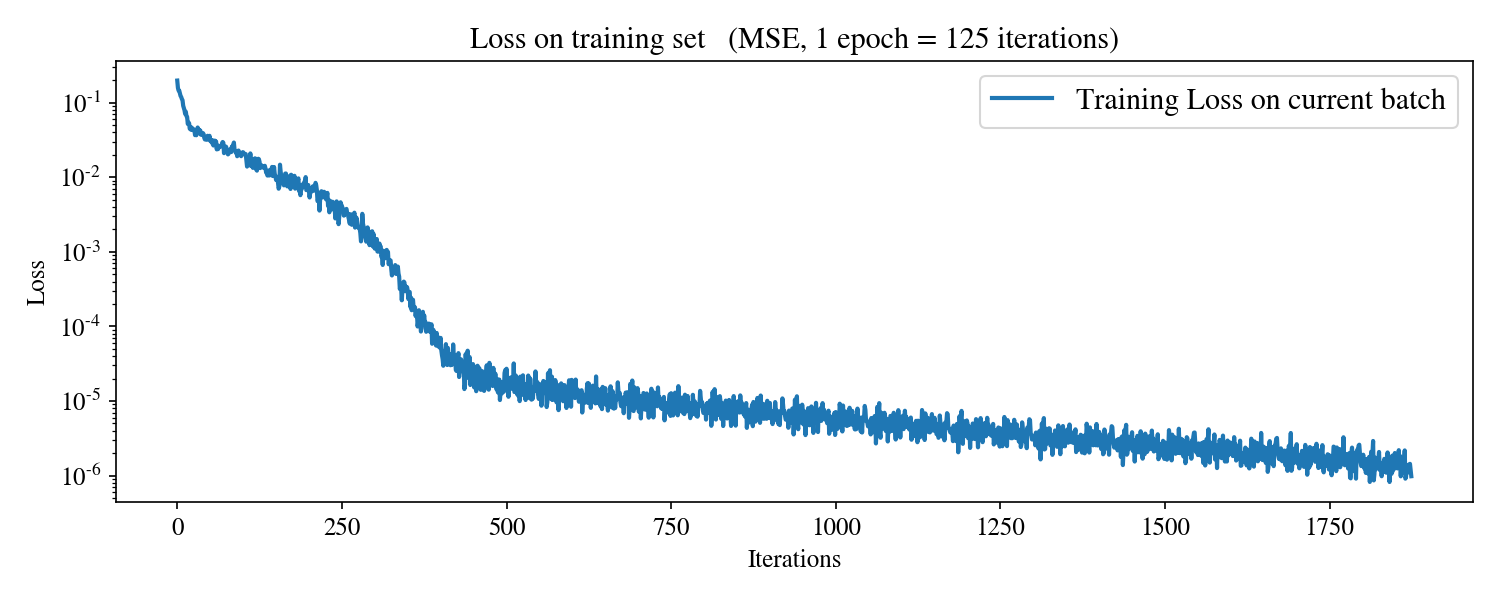 Loss on training set (MSE, 1 epoch = 125 iterations)
Training Loss on current batch
Loss
10⁻¹
10⁻²
10⁻³
10⁻⁴
10⁻⁵
10⁻⁶
0 250 500 750 1000 1250 1500 1750
Iterations